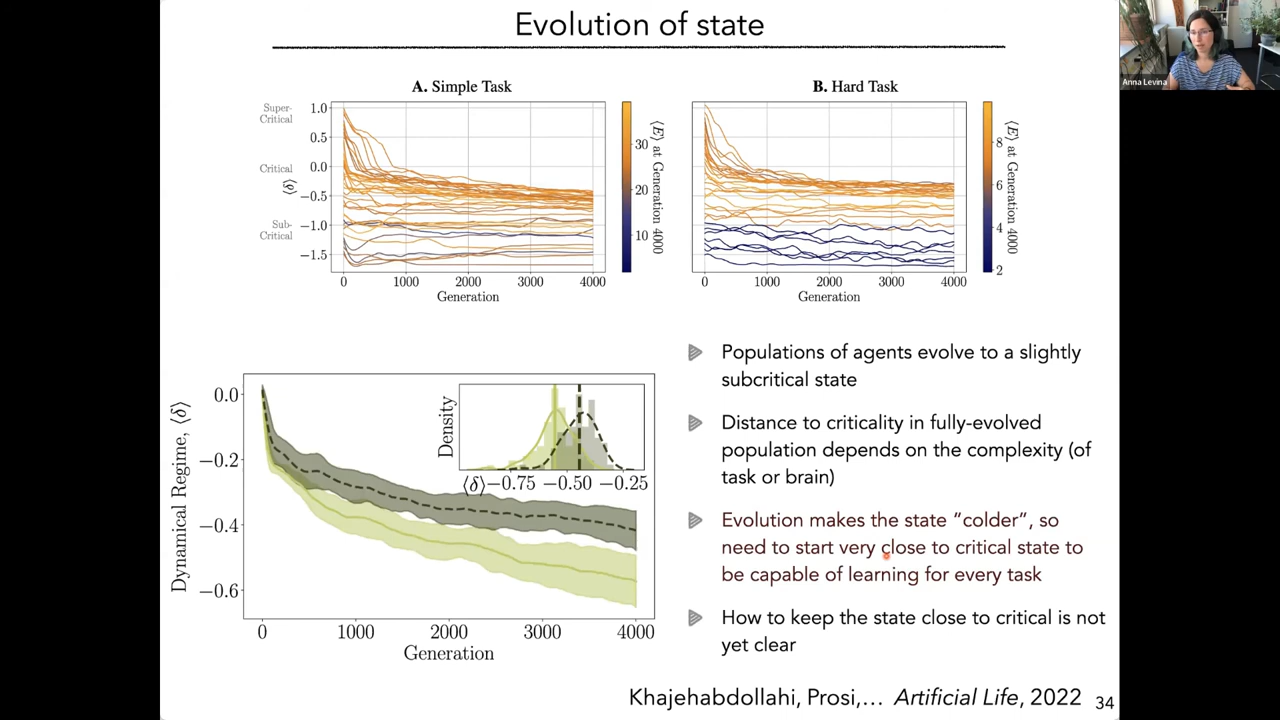 Evolution of state
Anna Levina
A. Simple Task
Super-
Critical
Critical
Sub-
Critical
⟨δ⟩
1.0
0.5
0.0
−0.5
−1.0
−1.5
0 1000 2000 3000 4000
Generation
30
20
10
⟨E⟩ at Generation 4000
B. Hard Task
0 1000 2000 3000 4000
Generation
8
6
4
2
⟨E⟩ at Generation 4000
Dynamical Regime, ⟨δ⟩
0.0
−0.2
−0.4
−0.6
0 1000 2000 3000 4000
Generation
Density
⟨δ⟩ −0.75 −0.50 −0.25
Populations of agents evolve to a slightly
subcritical state
Distance to criticality in fully-evolved
population depends on the complexity (of
task or brain)
Evolution makes the state “colder”, so
need to start very close to critical state to
be capable of learning for every task
How to keep the state close to critical is not
yet clear
Khajehabdollahi, Prosi,... Artificial Life, 2022
34